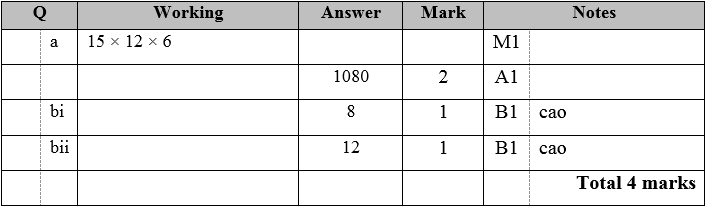 Q Working Answer Mark Notes
a 15 × 12 × 6 M1
1080 2 A1
bi 8 1 B1 cao
bii 12 1 B1 cao
Total 4 marks